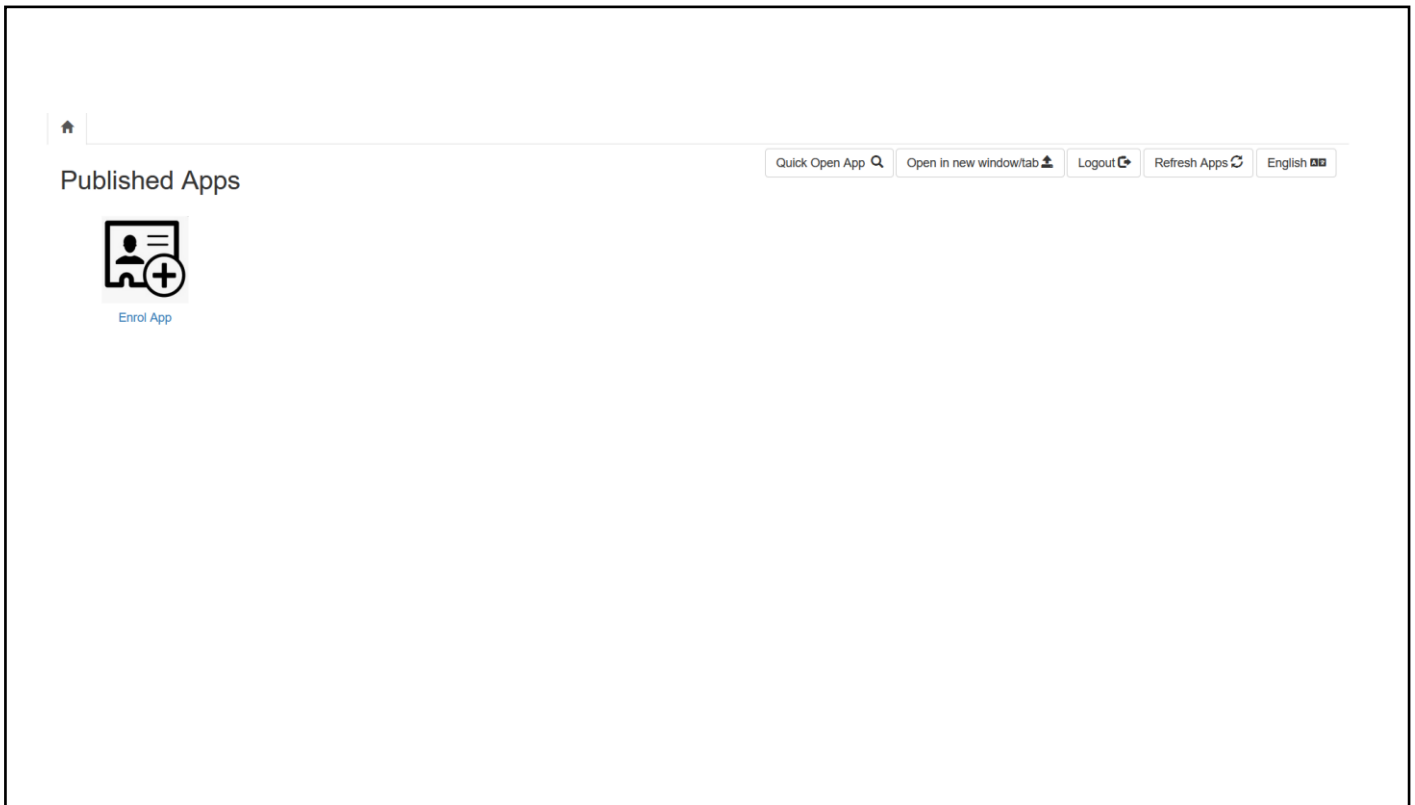 Quick Open App
Open in new window/tab
Logout
Refresh Apps
English
Published Apps
Enrol App